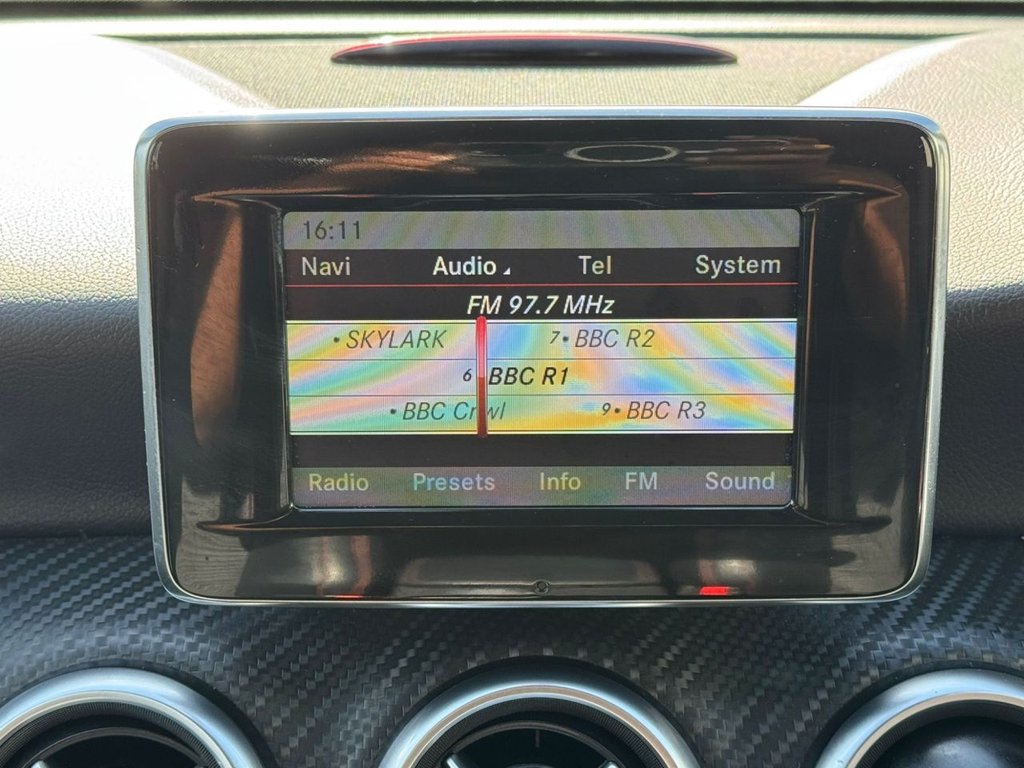 16:11
Navi Audio Tel System
FM 97.7 MHz
• SKYLARK 7• BBC R2
6 BBC R1
• BBC Crwl 9• BBC R3
Radio Presets Info FM Sound